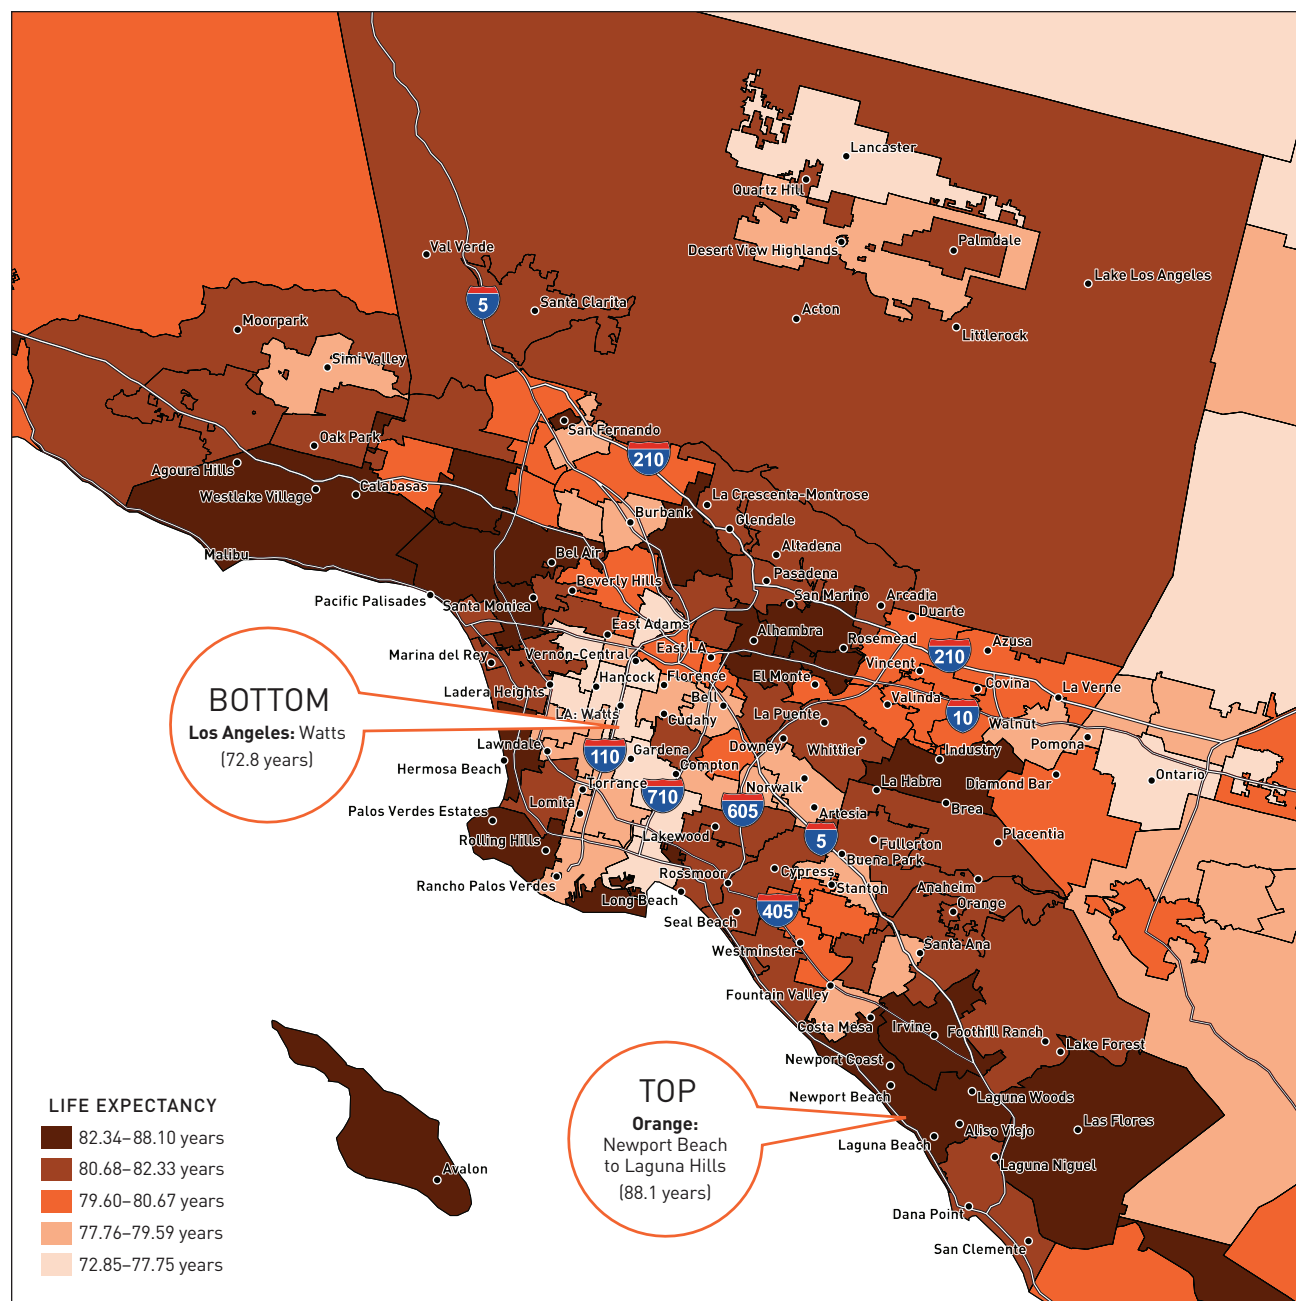 Lancaster
Quartz Hill
Desert View Highlands
Palmdale
Val Verde
Lake Los Angeles
5
Santa Clarita
Acton
Littlerock
Moorpark
Simi Valley
San Fernando
Oak Park
210
Agoura Hills
Westlake Village
Calabasas
La Crescenta-Montrose
Burbank
Glendale
Malibu
Bel Air
Altadena
Pasadena
Beverly Hills
Pacific Palisades
Santa Monica
San Marino
Arcadia
Duarte
East Adams
Alhambra
Rosemead
Azusa
Marina del Rey
Vernon-Central
East LA
Vincent
210
Ladera Heights
Hancock
Florence
El Monte
Covina
La Verne
Bell
Valinda
LA: Watts
Cudahy
La Puente
10
Walnut
BOTTOM
Los Angeles: Watts
(72.8 years)
Lawndale
110
Gardena
Downey
Whittier
Industry
Pomona
Hermosa Beach
Compton
La Habra
Diamond Bar
Ontario
Torrance
710
Norwalk
Palos Verdes Estates
Lomita
605
Artesia
Brea
Rolling Hills
Lakewood
5
Fullerton
Placentia
Buena Park
Rancho Palos Verdes
Rossmoor
Cypress
Stanton
Anaheim
Long Beach
405
Orange
Seal Beach
Westminster
Santa Ana
Fountain Valley
Costa Mesa
Irvine
Foothill Ranch
Lake Forest
Newport Coast
Newport Beach
Laguna Woods
TOP
Orange:
Newport Beach
to Laguna Hills
(88.1 years)
Laguna Beach
Aliso Viejo
Las Flores
Laguna Niguel
Avalon
Dana Point
San Clemente
LIFE EXPECTANCY
82.34–88.10 years
80.68–82.33 years
79.60–80.67 years
77.76–79.59 years
72.85–77.75 years